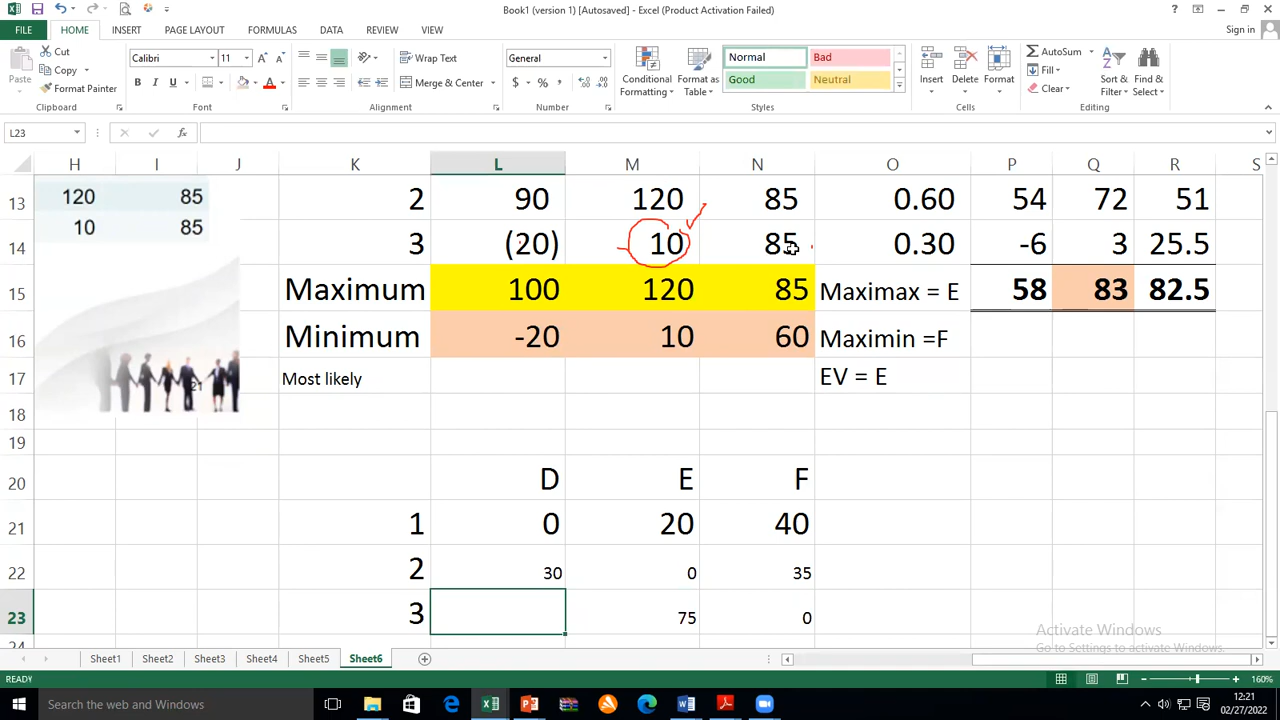 Book1 (version 1) [Autosaved] - Excel (Product Activation Failed)
FILE HOME INSERT PAGE LAYOUT FORMULAS DATA REVIEW VIEW Sign in
Paste Cut Copy Format Painter Clipboard
Calibri 11 B I U Font
Wrap Text Merge & Center Alignment
General $ % , Number
Conditional Formatting Format as Table Normal Bad Good Neutral Styles
Insert Delete Format Cells
AutoSum Fill Clear Sort & Filter Find & Select Editing
L23 fx
H I J K L M N O P Q R S
13 120 85 2 90 120 85 0.60 54 72 51
14 10 85 3 (20) 10 85 0.30 -6 3 25.5
15 Maximum 100 120 85 Maximax = E 58 83 82.5
16 Minimum -20 10 60 Maximin =F
17 21 Most likely EV = E
18
19
20 D E F
21 1 0 20 40
22 2 30 0 35
23 3 75 0
24
Activate Windows
Go to Settings to activate Windows.
Sheet1 Sheet2 Sheet3 Sheet4 Sheet5 Sheet6
READY 160%
Search the web and Windows 12:21
02/27/2022